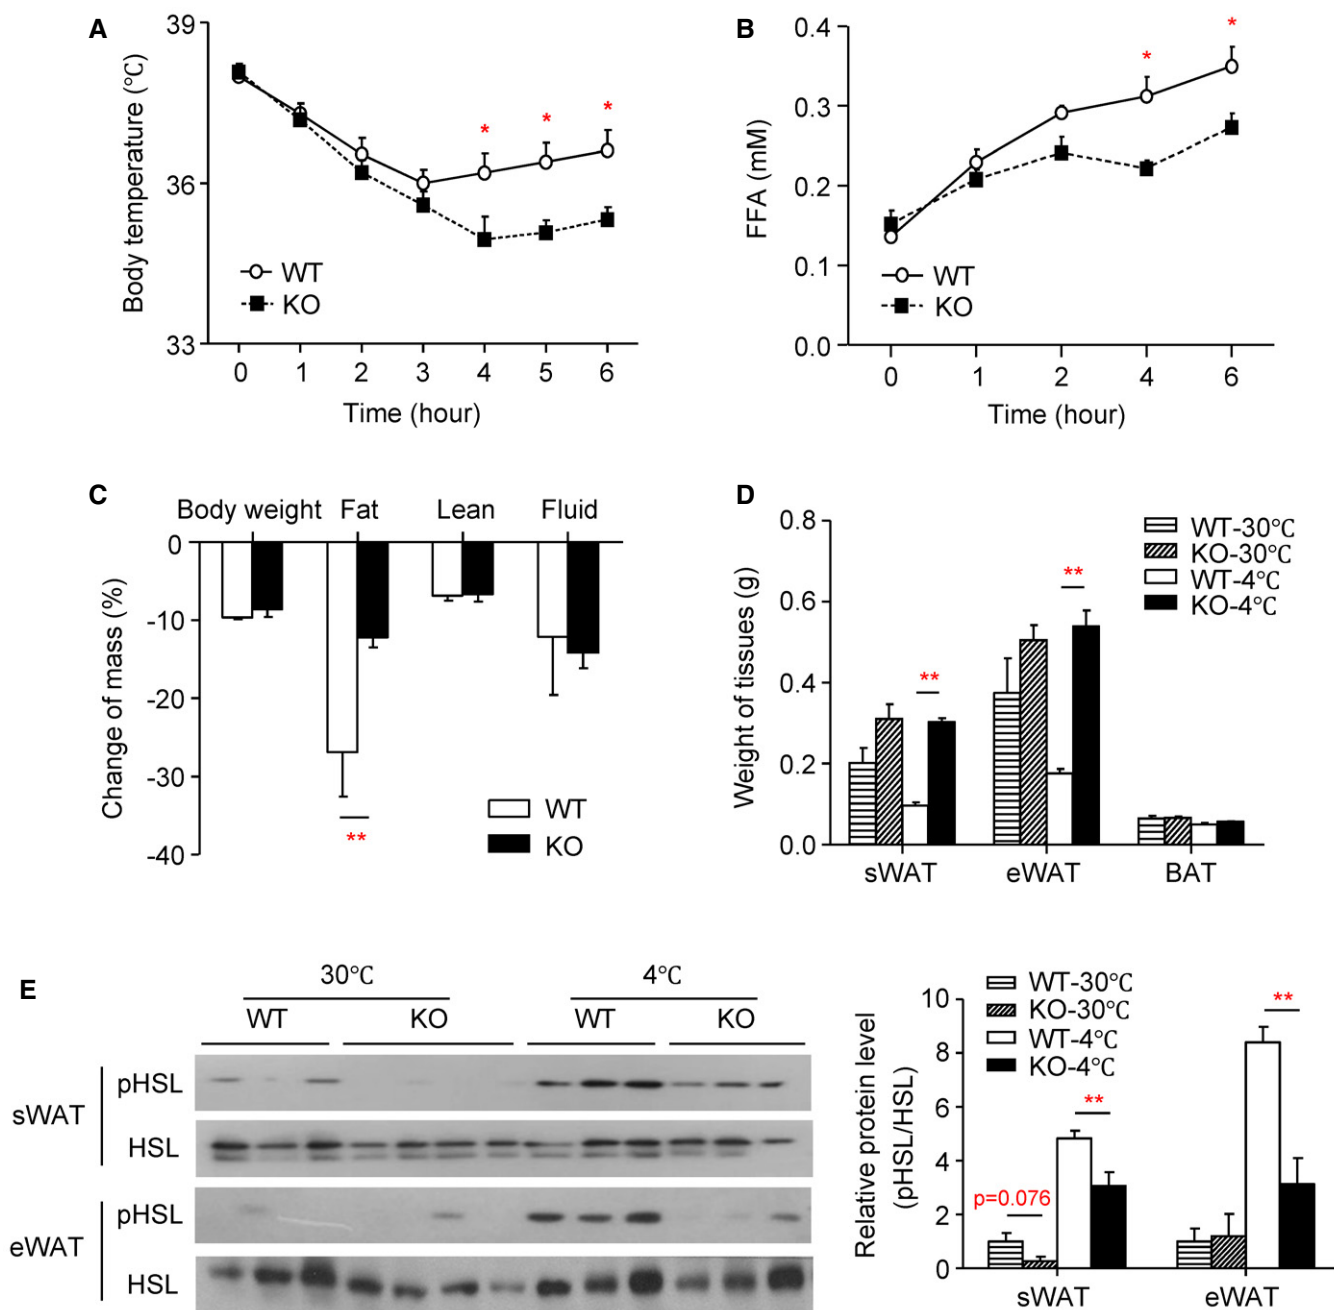 A
39
36
33
Body temperature (℃)
* * *
WT
KO
0 1 2 3 4 5 6
Time (hour)
B
0.4
0.3
0.2
0.1
0.0
FFA (mM)
* *
WT
KO
0 1 2 4 6
Time (hour)
C
Body weight Fat Lean Fluid
0
-10
-20
-30
-40
Change of mass (%)
**
WT
KO
D
0.8
0.6
0.4
0.2
0.0
Weight of tissues (g)
WT-30℃
KO-30℃
WT-4℃
KO-4℃
** **
sWAT eWAT BAT
E
30℃ 4℃
WT KO WT KO
sWAT
pHSL
HSL
eWAT
pHSL
HSL
WT-30℃
KO-30℃
WT-4℃
KO-4℃
10
8
6
4
2
0
Relative protein level
(pHSL/HSL)
p=0.076
** **
sWAT eWAT